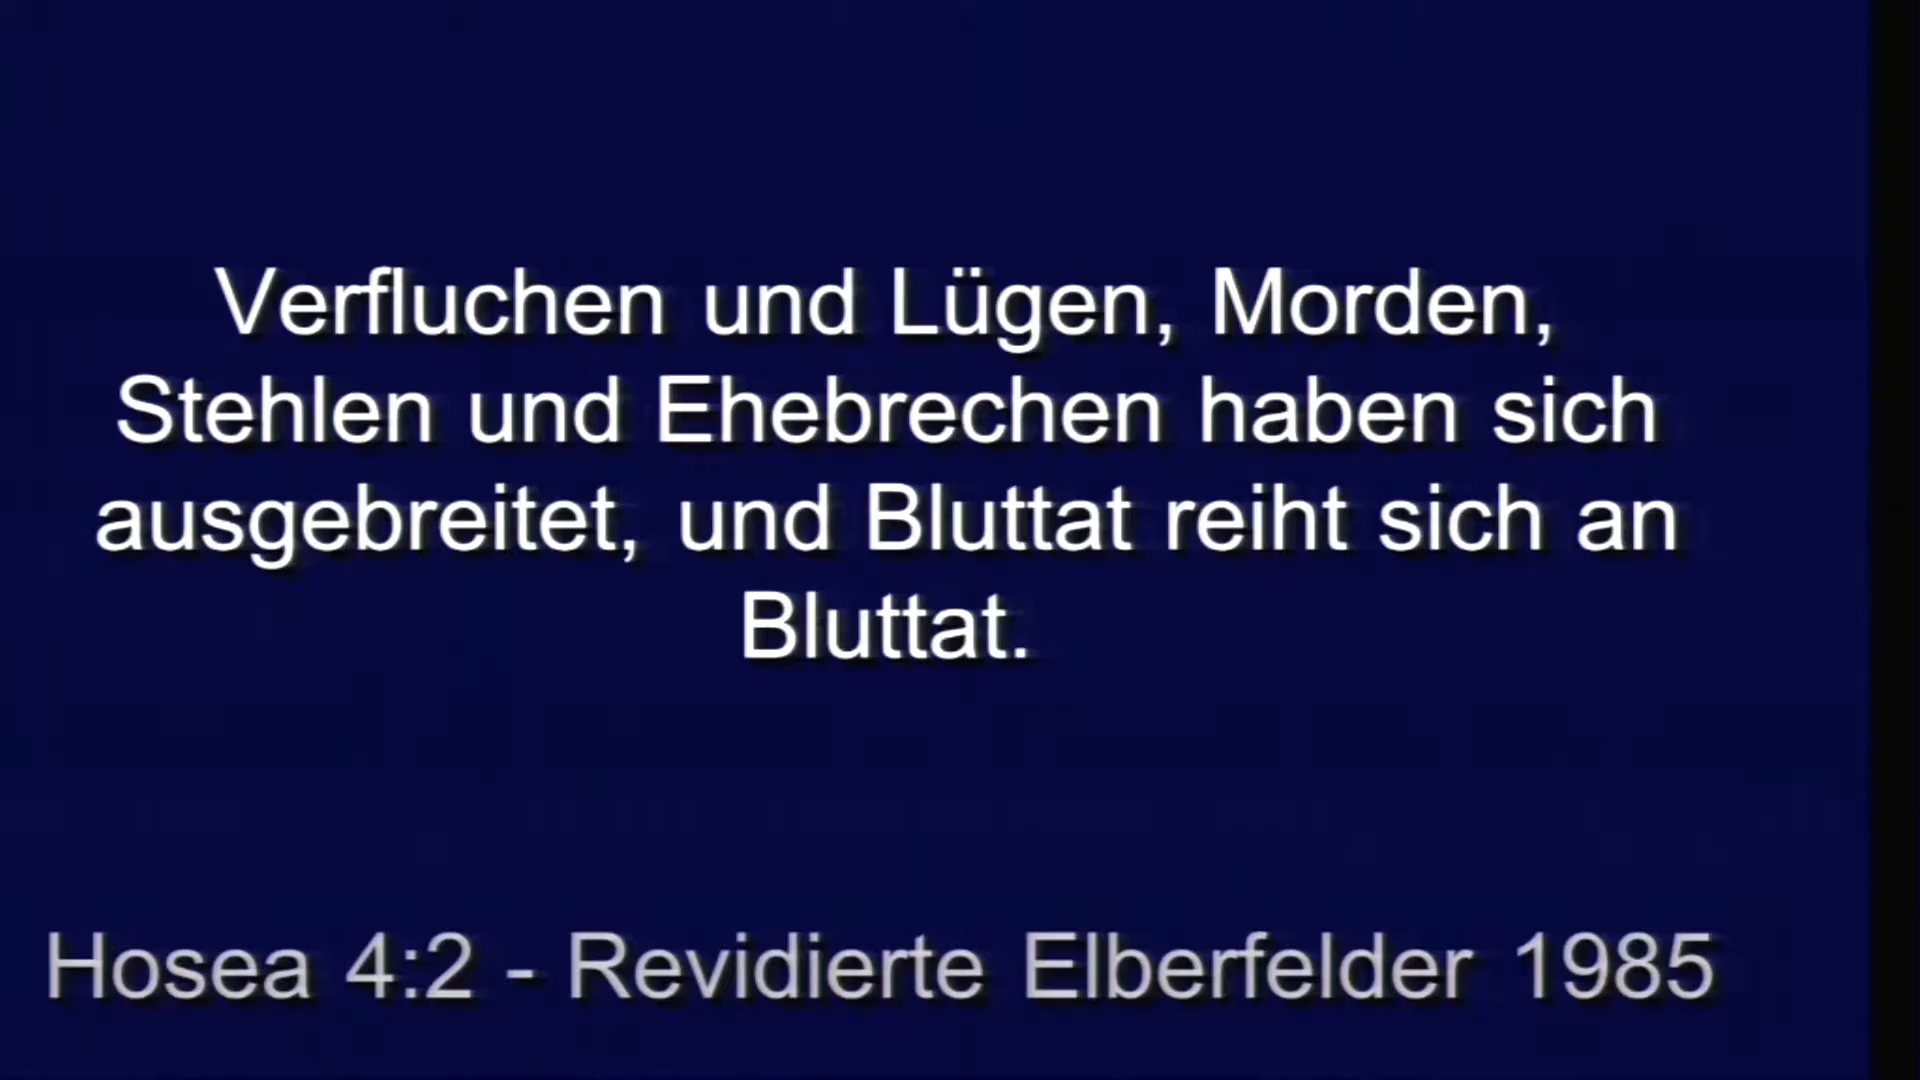 Verfluchen und Lügen, Morden,
Stehlen und Ehebrechen haben sich
ausgebreitet, und Bluttat reiht sich an
Bluttat.
Hosea 4:2 - Revidierte Elberfelder 1985